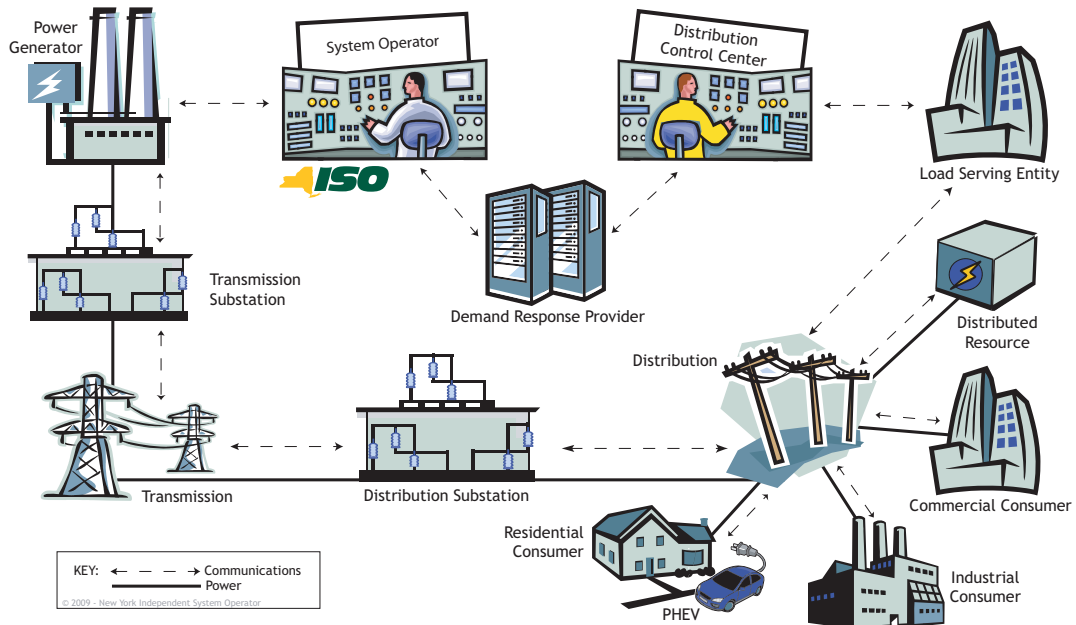 Power
Generator
System Operator
Distribution
Control Center
ISO
Load Serving Entity
Transmission
Substation
Demand Response Provider
Distributed
Resource
Distribution
Transmission
Distribution Substation
Commercial Consumer
Residential
Consumer
PHEV
Industrial
Consumer
KEY:
Communications
Power
© 2009 - New York Independent System Operator